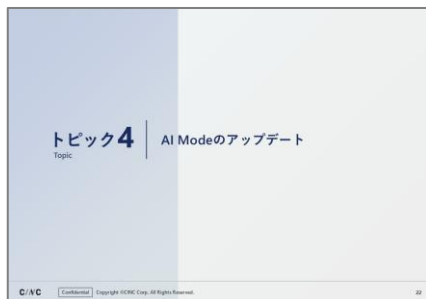 トピック4
Topic
AI Modeのアップデート
CINC
Confidential
Copyright ©CINC Corp. All Rights Reserved.
22